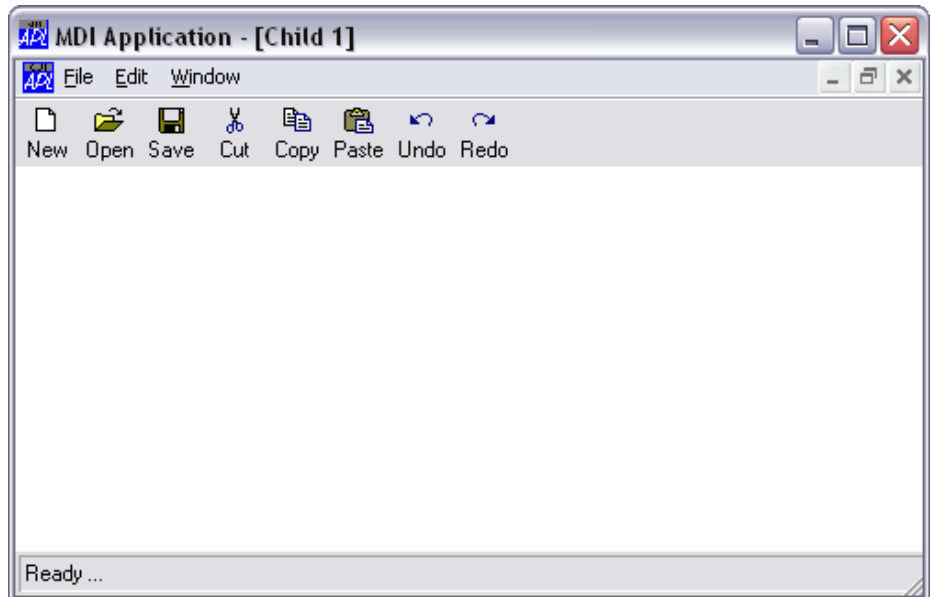 MDI Application - [Child 1]
File Edit Window
New Open Save Cut Copy Paste Undo Redo
Ready ...